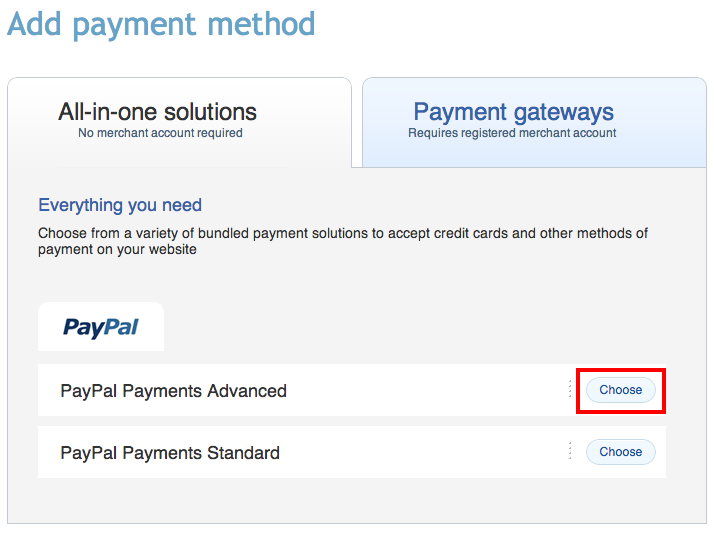 Add payment method
All-in-one solutions
No merchant account required
Payment gateways
Requires registered merchant account
Everything you need
Choose from a variety of bundled payment solutions to accept credit cards and other methods of
payment on your website
PayPal
PayPal Payments Advanced
Choose
PayPal Payments Standard
Choose